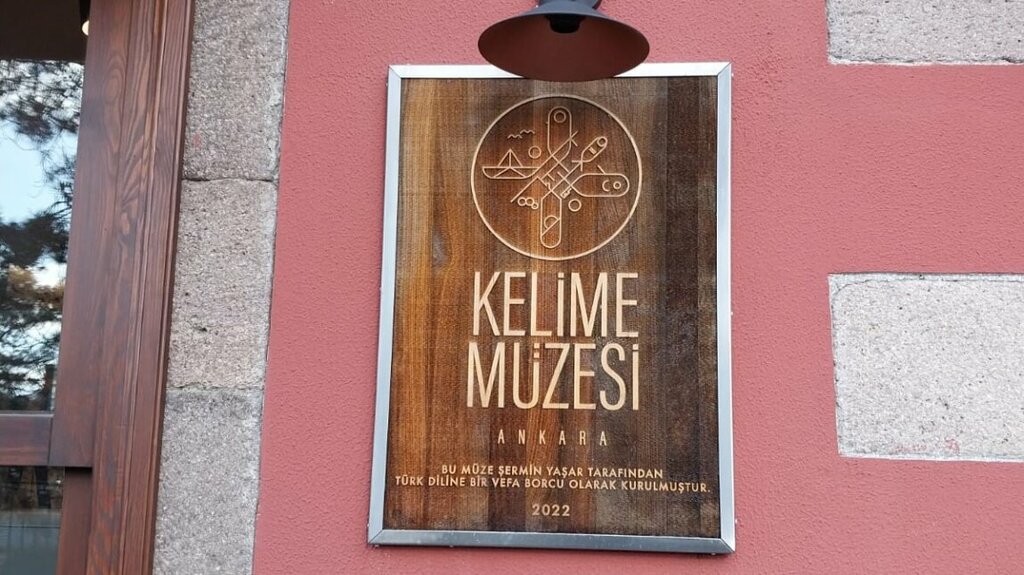 KELİME
MÜZESİ
ANKARA
BU MÜZE ŞERMİN YAŞAR TARAFINDAN
TÜRK DİLİNE BİR VEFA BORCU OLARAK KURULMUŞTUR.
2022